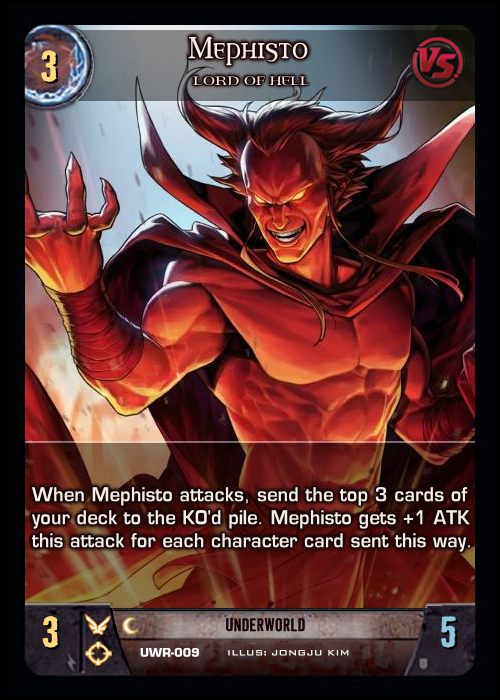 3
Mephisto
Lord of Hell
VS
When Mephisto attacks, send the top 3 cards of
your deck to the KO'd pile. Mephisto gets +1 ATK
this attack for each character card sent this way.
3
UNDERWORLD
5
UWR-009 ILLUS: JONGJU KIM